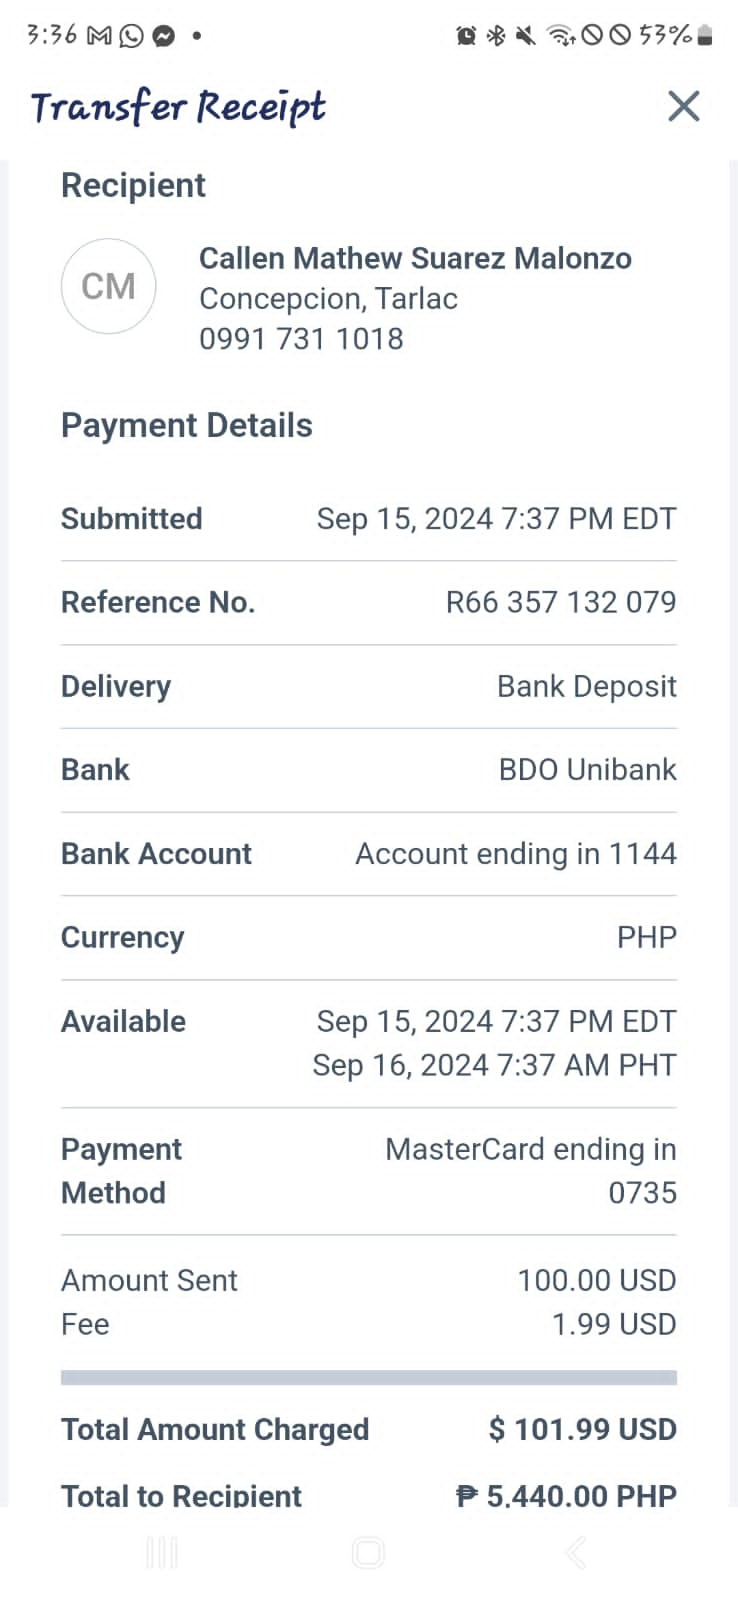 3:36
53%
Transfer Receipt
Recipient
CM
Callen Mathew Suarez Malonzo
Concepcion, Tarlac
0991 731 1018
Payment Details
Submitted Sep 15, 2024 7:37 PM EDT
Reference No. R66 357 132 079
Delivery Bank Deposit
Bank BDO Unibank
Bank Account Account ending in 1144
Currency PHP
Available Sep 15, 2024 7:37 PM EDT
Sep 16, 2024 7:37 AM PHT
Payment MasterCard ending in
Method 0735
Amount Sent 100.00 USD
Fee 1.99 USD
Total Amount Charged $ 101.99 USD
Total to Recipient ₱ 5,440.00 PHP